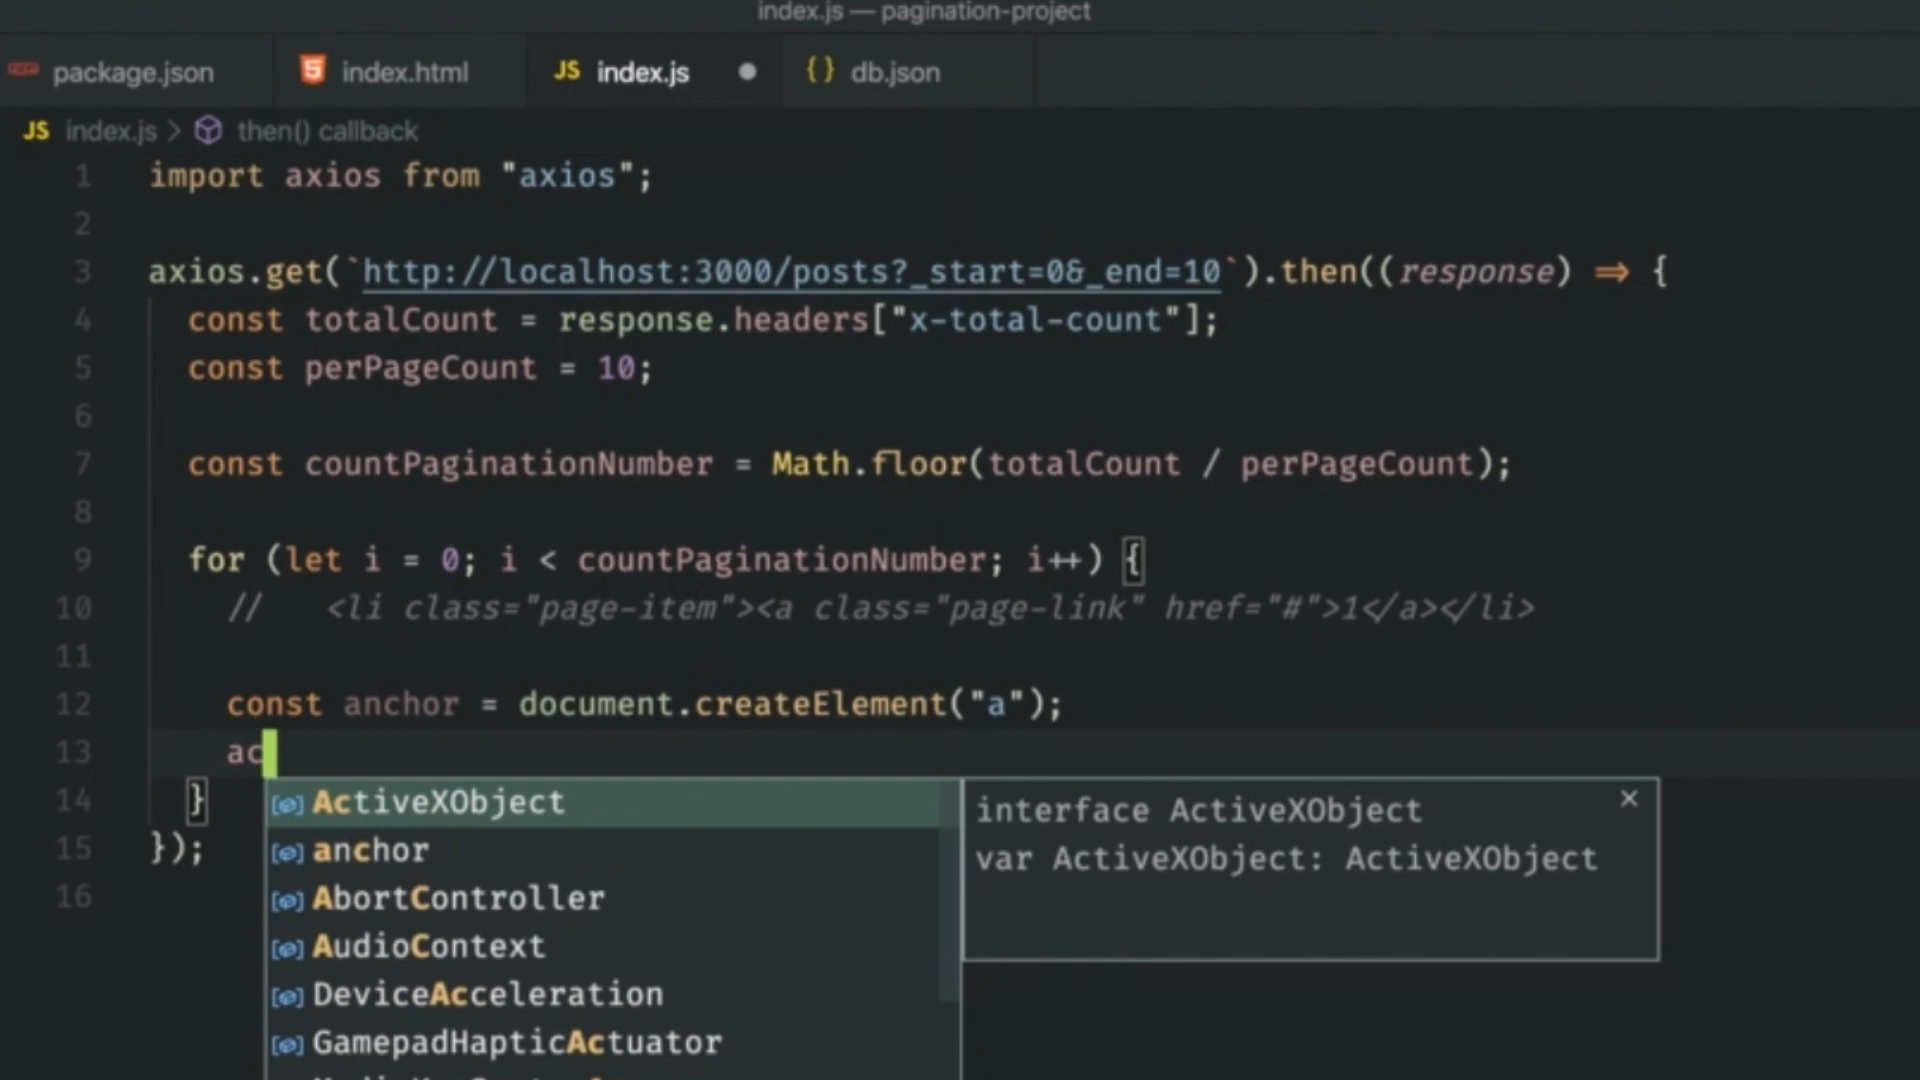 index.js — pagination-project
package.json index.html JS index.js {} db.json
JS index.js > then() callback
1 import axios from "axios";
2
3 axios.get(`http://localhost:3000/posts?_start=0&_end=10`).then((response) => {
4 const totalCount = response.headers["x-total-count"];
5 const perPageCount = 10;
6
7 const countPaginationNumber = Math.floor(totalCount / perPageCount);
8
9 for (let i = 0; i < countPaginationNumber; i++) {
10 // <li class="page-item"><a class="page-link" href="#">1</a></li>
11
12 const anchor = document.createElement("a");
13 ac
14 }
15 });
16
ActiveXObject
anchor
AbortController
AudioContext
DeviceAcceleration
GamepadHapticActuator
interface ActiveXObject ×
var ActiveXObject: ActiveXObject